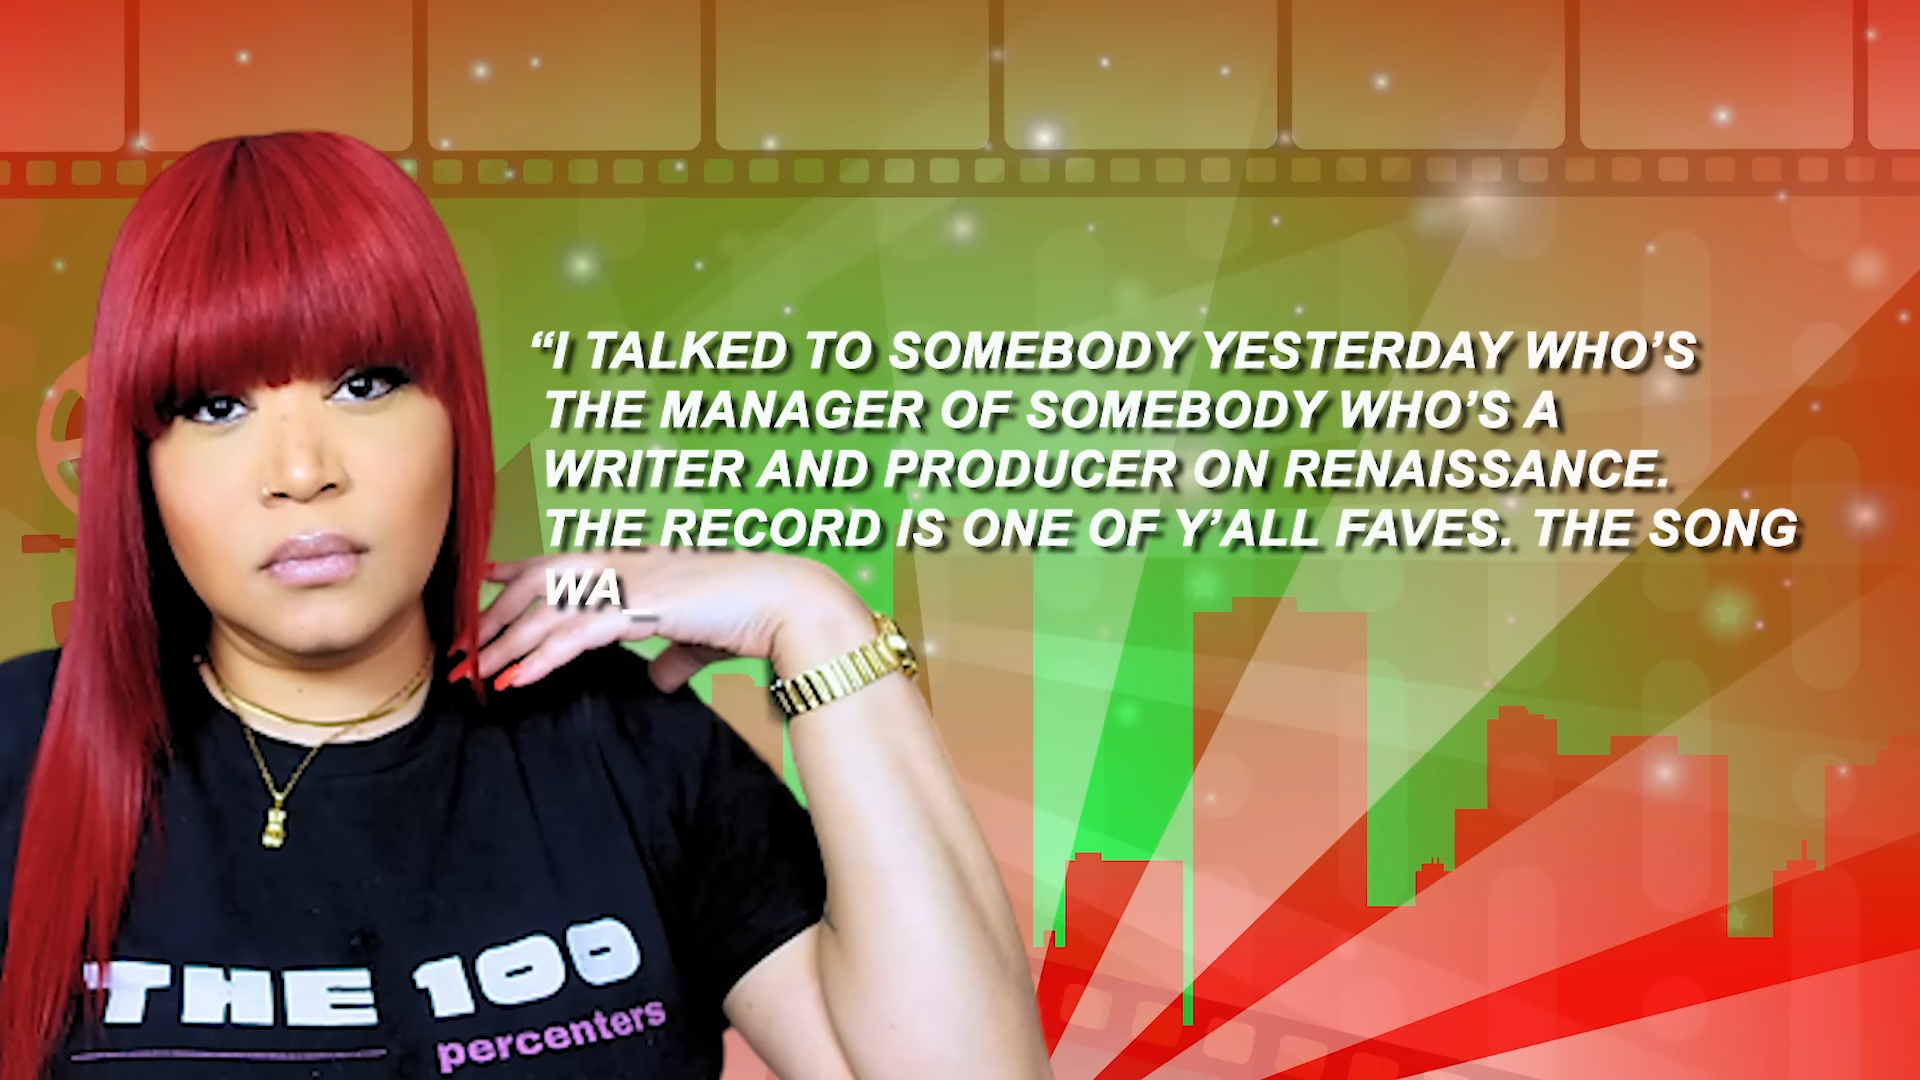 “I TALKED TO SOMEBODY YESTERDAY WHO’S
THE MANAGER OF SOMEBODY WHO’S A
WRITER AND PRODUCER ON RENAISSANCE.
THE RECORD IS ONE OF Y’ALL FAVES. THE SONG
WA_
THE 100
percenters